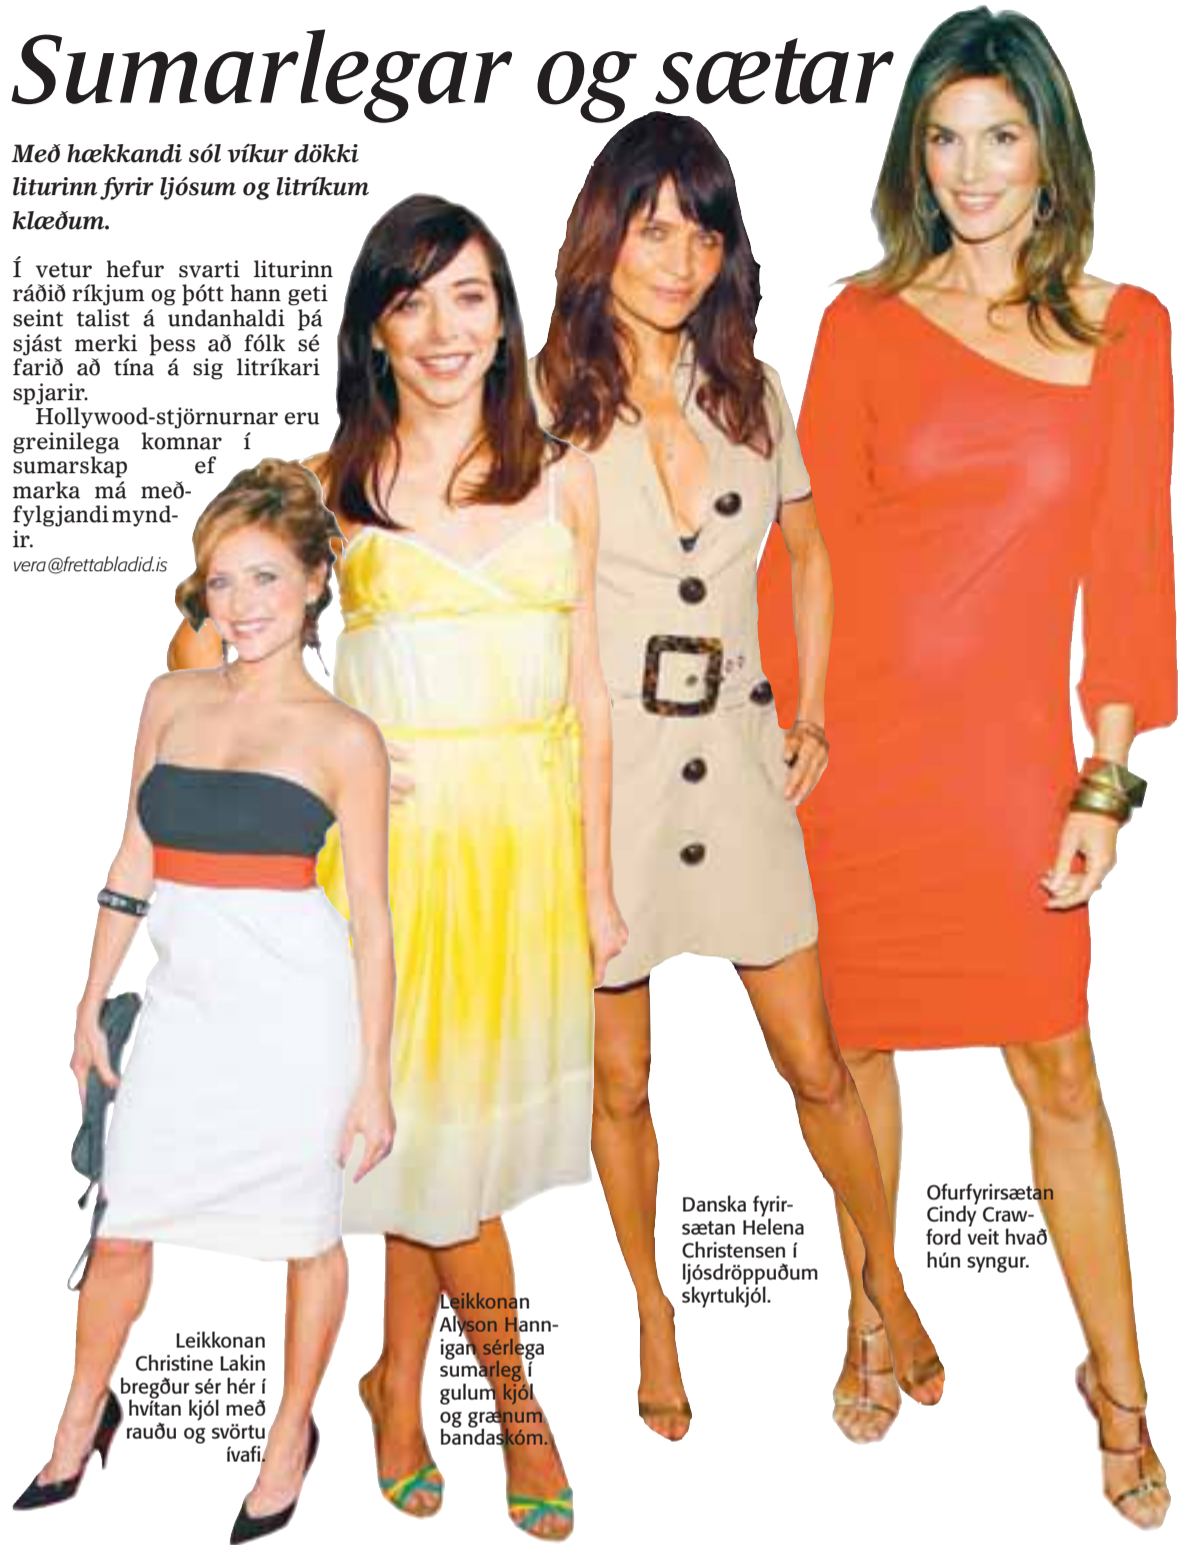 Sumarlegar og sætar
Með hækkandi sól víkur dökki
liturinn fyrir ljósum og litríkum
klæðum.
Í vetur hefur svarti liturinn
ráðið ríkjum og þótt hann geti
seint talist á undanhaldi þá
sjást merki þess að fólk sé
farið að tína á sig litríkari
spjarir.
Hollywood-stjörnurnar eru
greinilega komnar í
sumarskap ef
marka má með-
fylgjandi mynd-
ir.
vera@frettabladid.is
Leikkonan
Christine Lakin
bregður sér hér í
hvítan kjól með
rauðu og svörtu
ívafi.
Leikkonan
Alyson Hann-
igan sérlega
sumarleg í
gulum kjól
og grænum
bandaskóm.
Danska fyrir-
sætan Helena
Christensen í
ljósdröppuðum
skyrtukjól.
Ofurfyrirsætan
Cindy Craw-
ford veit hvað
hún syngur.